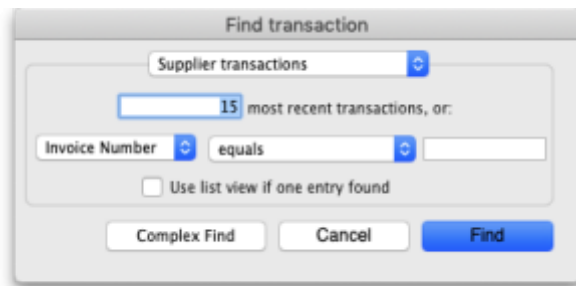 Find transaction
Supplier transactions
15 most recent transactions, or:
Invoice Number equals
Use list view if one entry found
Complex Find Cancel Find